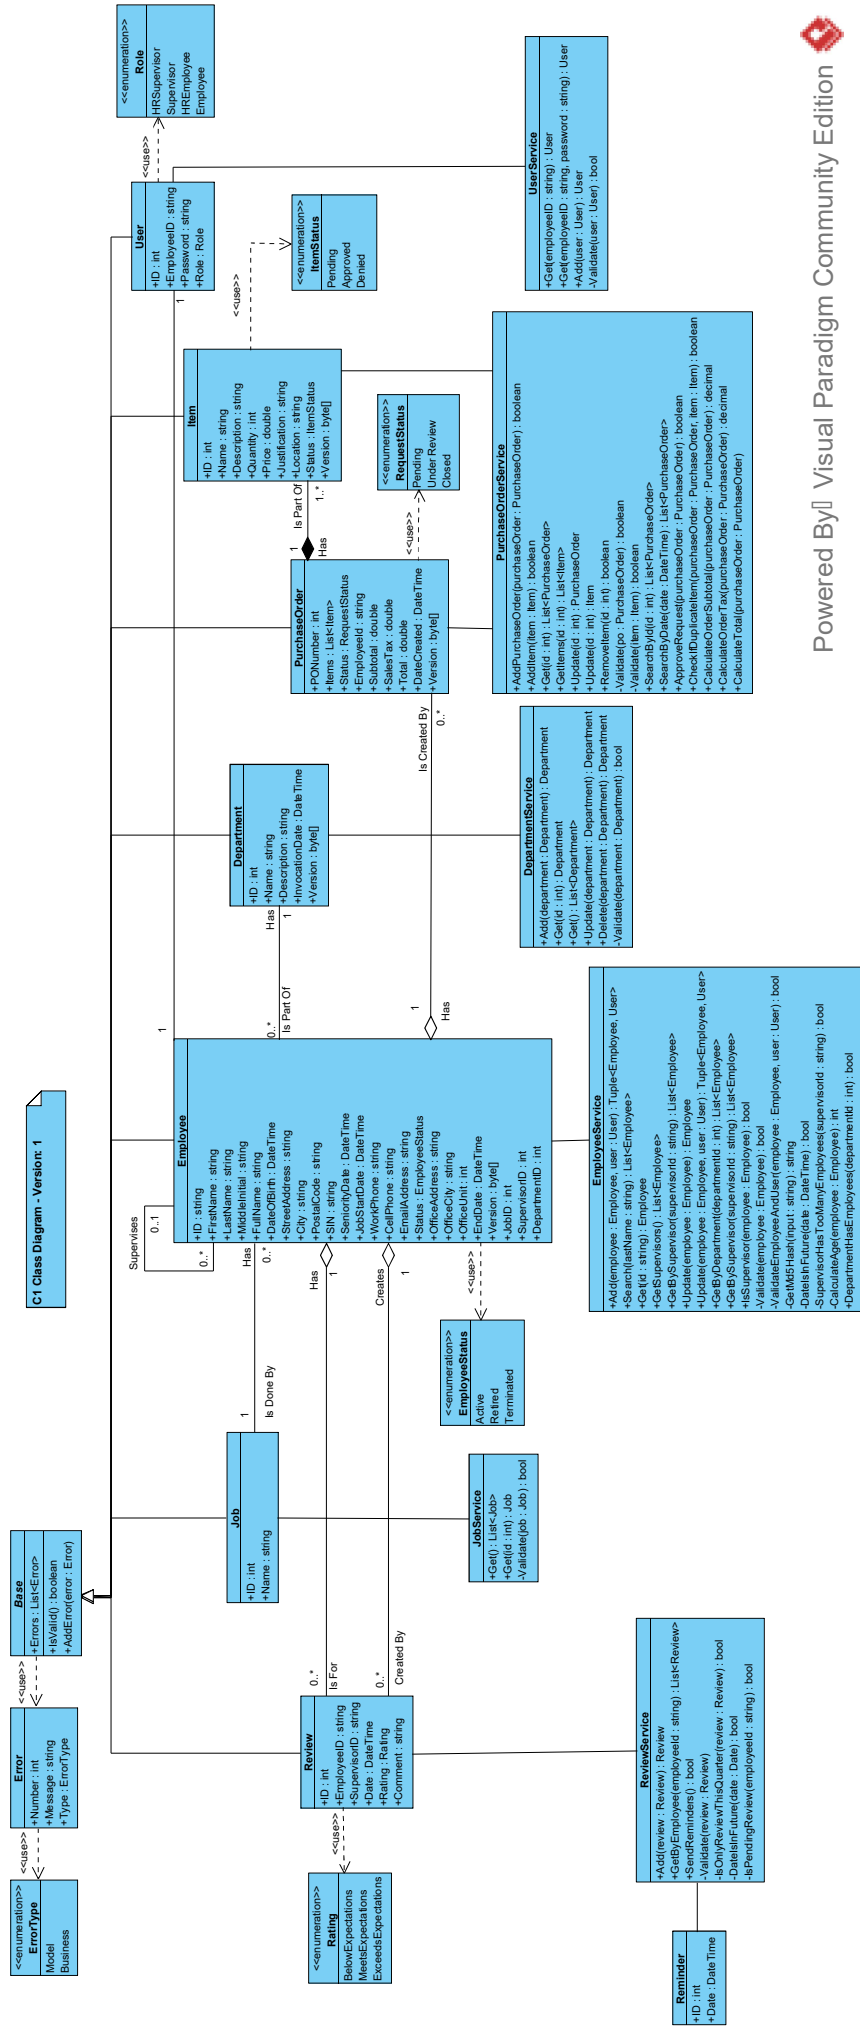 C1 Class Diagram - Version: 1
<<enumeration>>
ErrorType
Model
Business
<<use>>
Error
+Number : int
+Message : string
+Type : ErrorType
<<use>>
Base
+Errors : List<Error>
+IsValid() : boolean
+AddError(error : Error)
<<enumeration>>
Rating
BelowExpectations
MeetsExpectations
ExceedsExpectations
<<use>>
Review
+ID : int
+EmployeeID : string
+SupervisorID : string
+Date : DateTime
+Rating : Rating
+Comment : string
0..*
Is For
0..*
Created By
Has
1
Creates
1
Job
+ID : int
+Name : string
1
Is Done By
Has
0..*
Supervises
0..1
0..*
Employee
+ID : string
+FirstName : string
+LastName : string
+MiddleInitial : string
+FullName : string
+DateOfBirth : DateTime
+StreetAddress : string
+City : string
+PostalCode : string
+SIN : string
+SeniorityDate : DateTime
+JobStartDate : DateTime
+WorkPhone : string
+CellPhone : string
+EmailAddress : string
+Status : EmployeeStatus
+OfficeAddress : string
+OfficeCity : string
+OfficeUnit : int
+EndDate : DateTime
+Version : byte[]
+JobID : int
+SupervisorID : int
+DepartmentID : int
<<use>>
<<enumeration>>
EmployeeStatus
Active
Retired
Terminated
1
1
0..*
Is Part Of
Has
1
Department
+ID : int
+Name : string
+Description : string
+InvocationDate : DateTime
+Version : byte[]
1
Has
Is Created By
0..*
PurchaseOrder
+PONumber : int
+Items : List<Item>
+Status : RequestStatus
+EmployeeId : string
+Subtotal : double
+SalesTax : double
+Total : double
+DateCreated : DateTime
+Version : byte[]
<<use>>
<<enumeration>>
RequestStatus
Pending
Under Review
Closed
1
Has
Is Part Of
1..*
Item
+ID : int
+Name : string
+Description : string
+Quantity : int
+Price : double
+Justification : string
+Location : string
+Status : ItemStatus
+Version : byte[]
<<use>>
<<enumeration>>
ItemStatus
Pending
Approved
Denied
User
+ID : int
+EmployeeID : string
+Password : string
+Role : Role
<<use>>
<<enumeration>>
Role
HRSupervisor
Supervisor
HREmployee
Employee
Reminder
+ID : int
+Date : DateTime
ReviewService
+Add(review : Review) : Review
+GetByEmployee(employeeId : string) : List<Review>
+SendReminders() : bool
-Validate(review : Review)
-IsOnlyReviewThisQuarter(review : Review) : bool
-DateIsInFuture(date : Date) : bool
-IsPendingReview(employeeId : string) : bool
JobService
+Get() : List<Job>
+Get(id : int) : Job
-Validate(job : Job) : bool
EmployeeService
+Add(employee : Employee, user : User) : Tuple<Employee, User>
+Search(lastName : string) : List<Employee>
+Get(id : string) : Employee
+GetSupervisors() : List<Employee>
+GetBySupervisor(supervisorId : string) : List<Employee>
+Update(employee : Employee) : Employee
+Update(employee : Employee, user : User) : Tuple<Employee, User>
+GetByDepartment(departmentId : int) : List<Employee>
+GetBySupervisor(supervisorId : string) : List<Employee>
+IsSupervisor(employee : Employee) : bool
-Validate(employee : Employee) : bool
-ValidateEmployeeAndUser(employee : Employee, user : User) : bool
-GetMd5Hash(input : string) : string
-DateIsInFuture(date : DateTime) : bool
-SupervisorHasTooManyEmployees(supervisorId : string) : bool
-CalculateAge(employee : Employee) : int
+DepartmentHasEmployees(departmentId : int) : bool
DepartmentService
+Add(department : Department) : Department
+Get(id : int) : Department
+Get() : List<Department>
+Update(department : Department) : Department
+Delete(department : Department) : Department
-Validate(department : Department) : bool
PurchaseOrderService
+AddPurchaseOrder(purchaseOrder : PurchaseOrder) : boolean
+AddItem(item : Item) : boolean
+Get(id : int) : List<PurchaseOrder>
+GetItems(id : int) : List<Item>
+Update(id : int) : PurchaseOrder
+Update(id : int) : Item
+RemoveItem(id : int) : boolean
-Validate(po : PurchaseOrder) : boolean
-Validate(item : Item) : boolean
+SearchById(id : int) : List<PurchaseOrder>
+SearchByDate(date : DateTime) : List<PurchaseOrder>
+ApproveRequest(purchaseOrder : PurchaseOrder) : boolean
+CheckIfDuplicateItem(purchaseOrder : PurchaseOrder, item : Item) : boolean
+CalculateOrderSubtotal(purchaseOrder : PurchaseOrder) : decimal
+CalculateOrderTax(purchaseOrder : PurchaseOrder) : decimal
+CalculateTotal(purchaseOrder : PurchaseOrder)
UserService
+Get(employeeID : string) : User
+Get(employeeID : string, password : string) : User
+Add(user : User) : User
-Validate(user : User) : bool
Powered By Visual Paradigm Community Edition